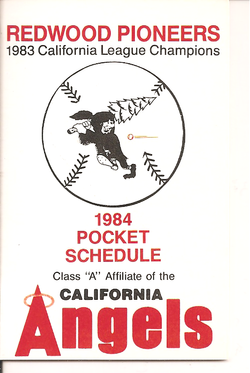 REDWOOD PIONEERS
1983 California League Champions
1984
POCKET
SCHEDULE
Class "A" Affiliate of the
CALIFORNIA
Angels